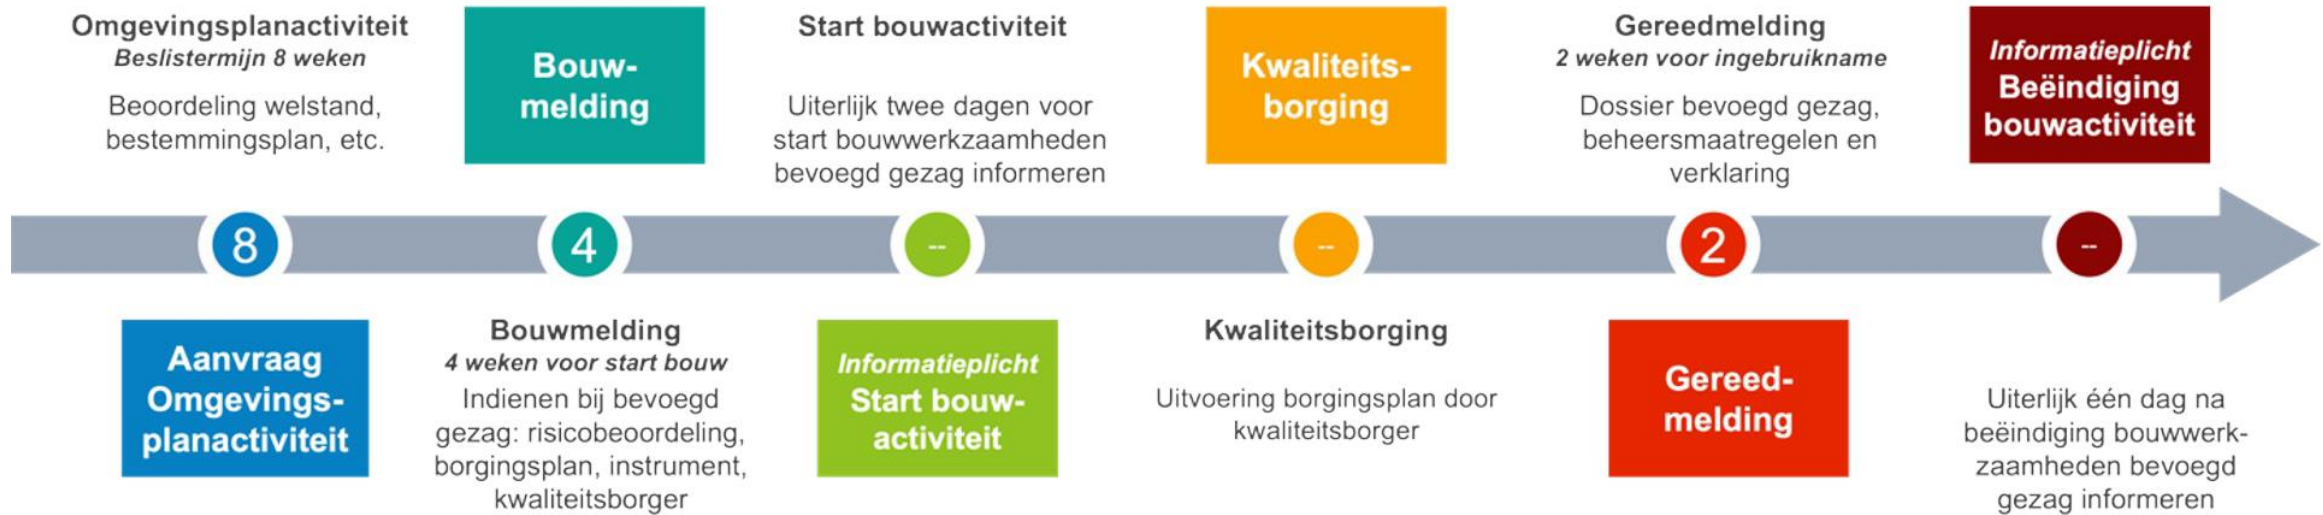 Omgevingsplanactiviteit
Beslistermijn 8 weken
Beoordeling welstand,
bestemmingsplan, etc.
8
Aanvraag
Omgevings-
planactiviteit
Bouw-
melding
4
Bouwmelding
4 weken voor start bouw
Indienen bij bevoegd
gezag: risicobeoordeling,
borgingsplan, instrument,
kwaliteitsborger
Start bouwactiviteit
Uiterlijk twee dagen voor
start bouwwerkzaamheden
bevoegd gezag informeren
--
Informatieplicht
Start bouw-
activiteit
Kwaliteits-
borging
--
Kwaliteitsborging
Uitvoering borgingsplan door
kwaliteitsborger
Gereedmelding
2 weken voor ingebruikname
Dossier bevoegd gezag,
beheersmaatregelen en
verklaring
2
Gereed-
melding
Informatieplicht
Beëindiging
bouwactiviteit
--
Uiterlijk één dag na
beëindiging bouwwerk-
zaamheden bevoegd
gezag informeren